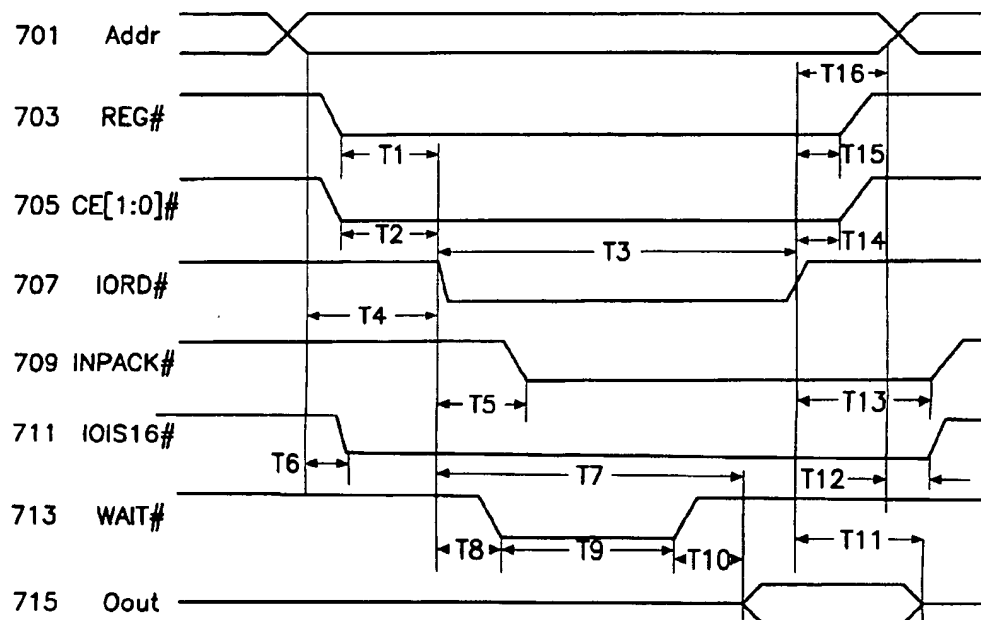 701 Addr
T16
703 REG#
T1
T15
705 CE[1:0]#
T2
T3
T14
707 IORD#
T4
709 INPACK#
T5
T13
711 IOIS16#
T6
T7
T12
713 WAIT#
T8
T9
T10
T11
715 Oout